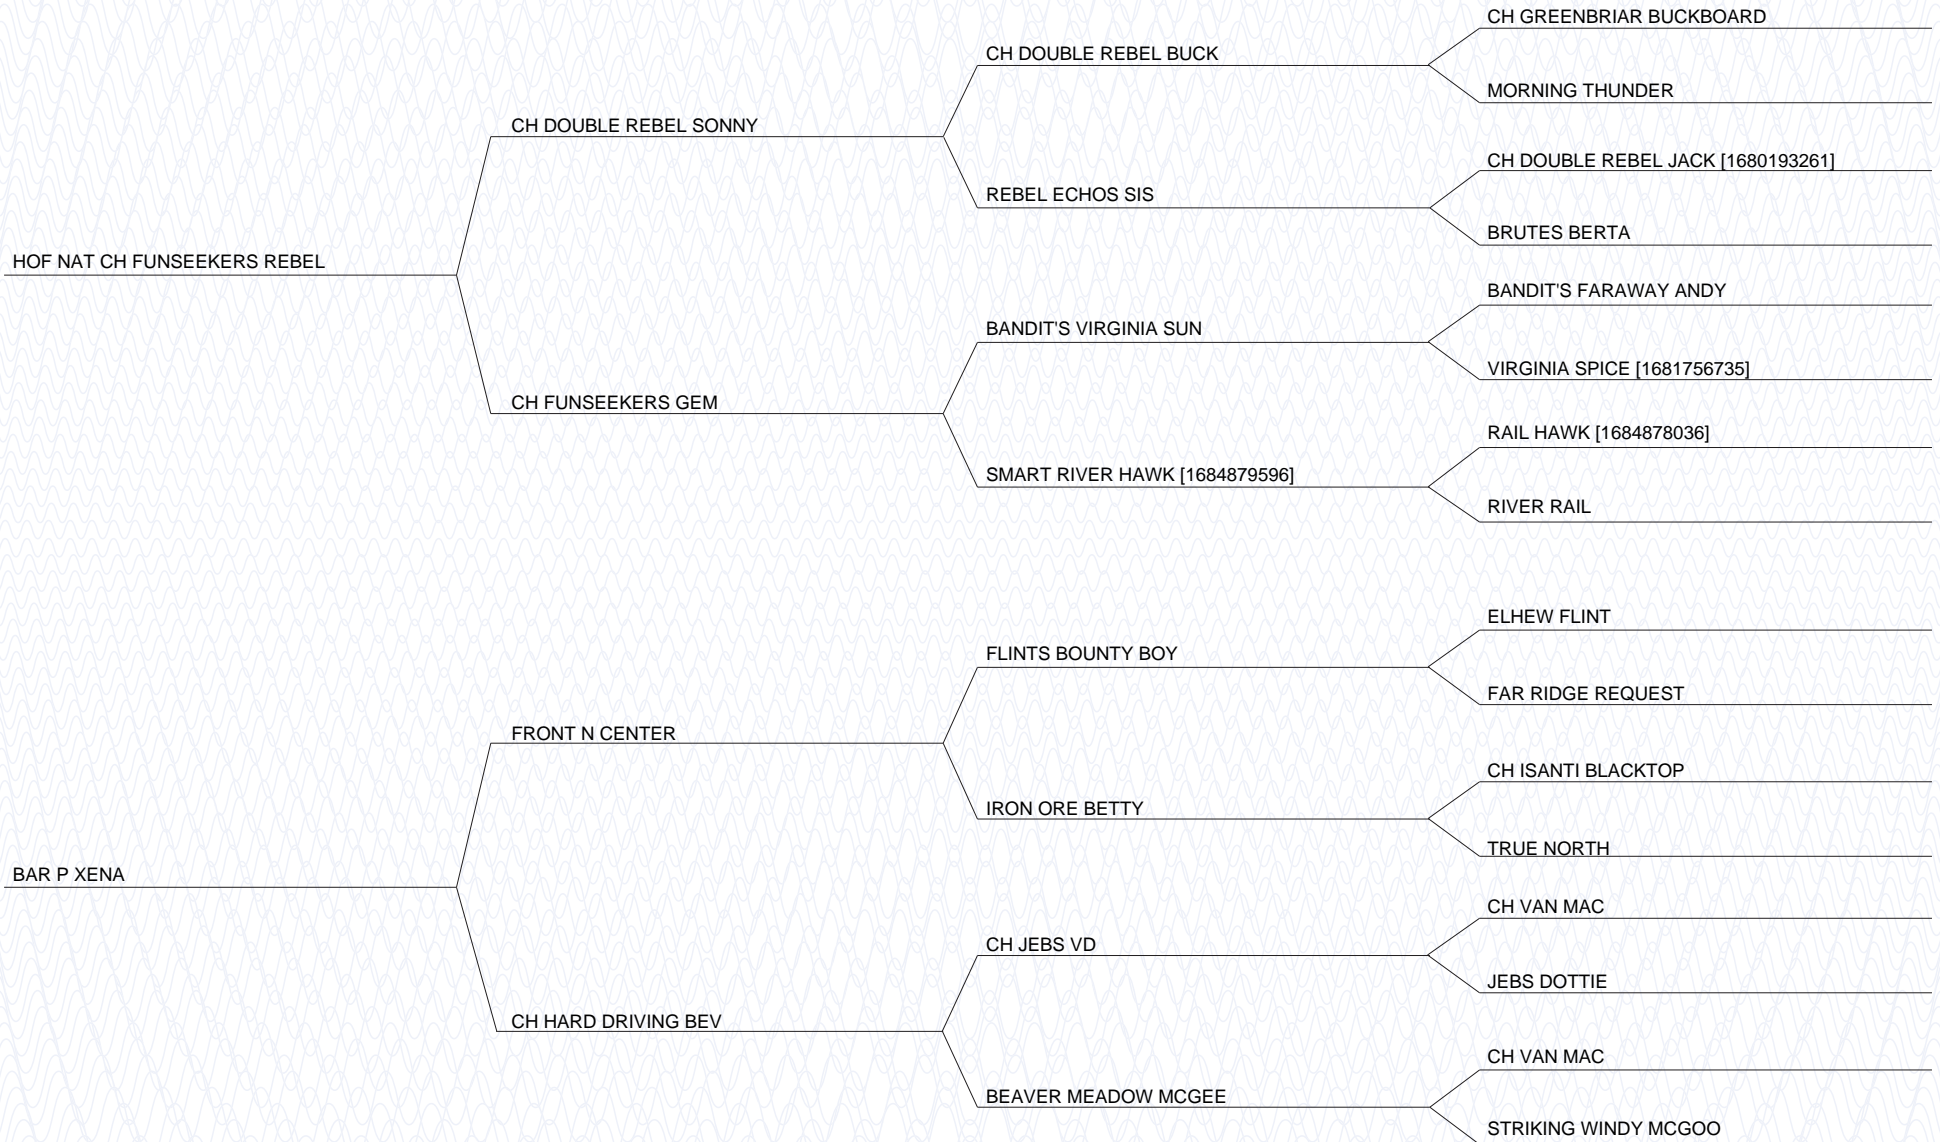 CH GREENBRIAR BUCKBOARD
CH DOUBLE REBEL BUCK
MORNING THUNDER
CH DOUBLE REBEL SONNY
CH DOUBLE REBEL JACK [1680193261]
REBEL ECHOS SIS
BRUTES BERTA
HOF NAT CH FUNSEEKERS REBEL
BANDIT'S FARAWAY ANDY
BANDIT'S VIRGINIA SUN
VIRGINIA SPICE [1681756735]
CH FUNSEEKERS GEM
RAIL HAWK [1684878036]
SMART RIVER HAWK [1684879596]
RIVER RAIL
ELHEW FLINT
FLINTS BOUNTY BOY
FAR RIDGE REQUEST
FRONT N CENTER
CH ISANTI BLACKTOP
IRON ORE BETTY
TRUE NORTH
BAR P XENA
CH VAN MAC
CH JEBS VD
JEBS DOTTIE
CH HARD DRIVING BEV
CH VAN MAC
BEAVER MEADOW MCGEE
STRIKING WINDY MCGOO